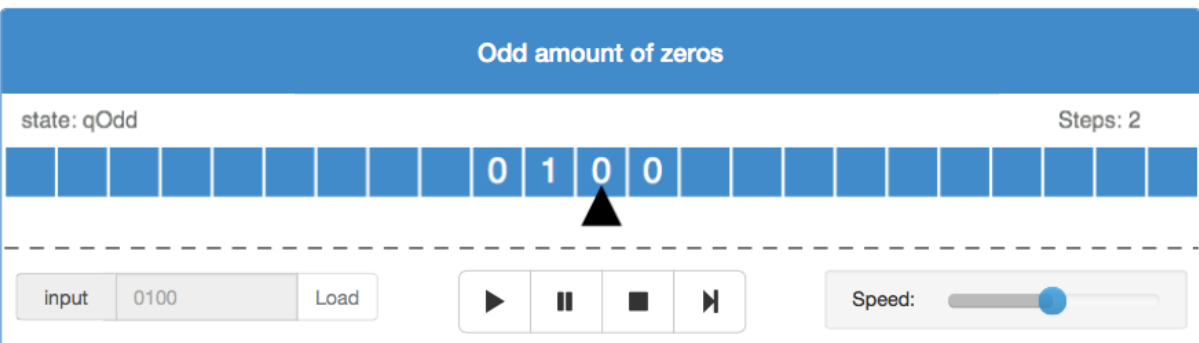 Odd amount of zeros
state: qOdd Steps: 2
0 1 0 0
input 0100 Load Speed: